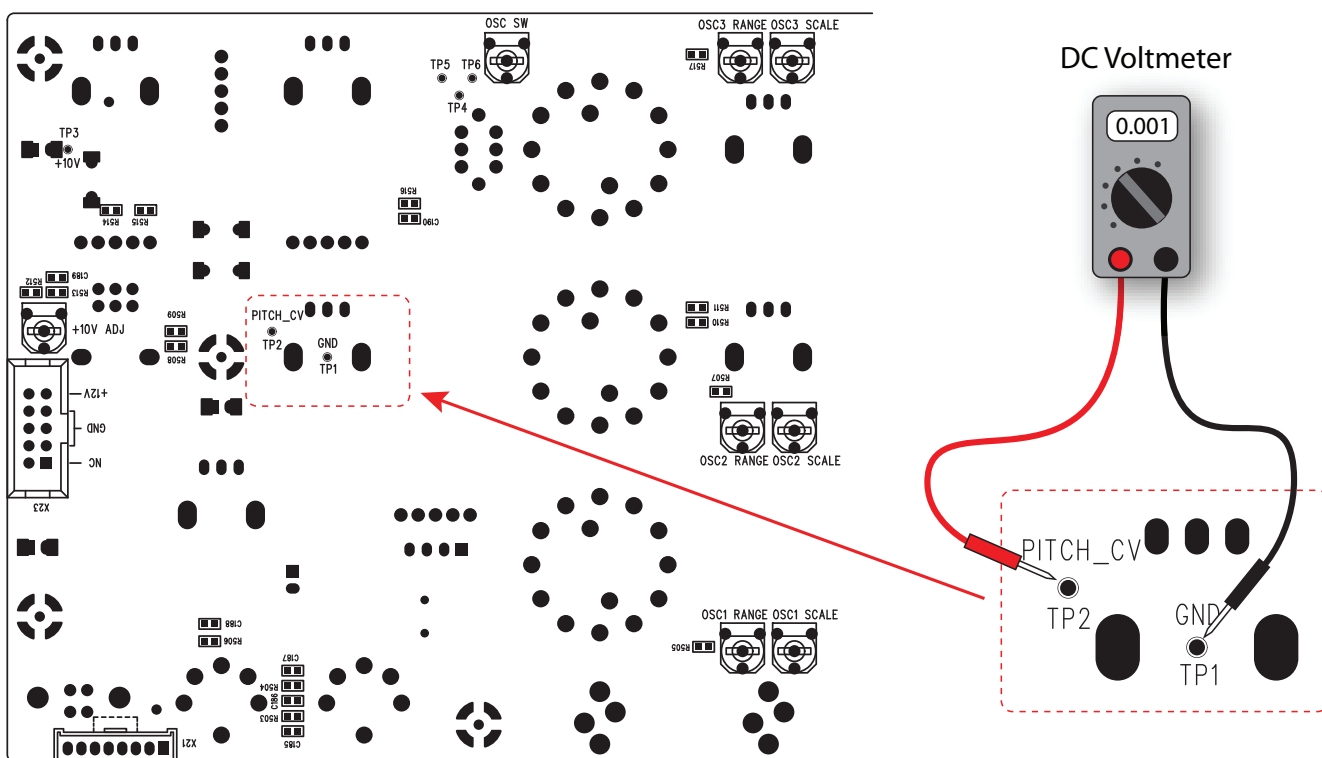 OSC SW
OSC3 RANGE OSC3 SCALE
R517
TP5 TP6
TP4
TP3
+10V
R514 R515
R516
C190
C189
R512
R513
+10V ADJ
R509
R508
PITCH_CV
TP2
GND
TP1
R511
R510
R507
OSC2 RANGE OSC2 SCALE
+12V
GND
NC
X23
C188
R506
C187
R504
C186
R503
C185
OSC1 RANGE OSC1 SCALE
R505
X21
DC Voltmeter
0.001
PITCH_CV
TP2
GND
TP1